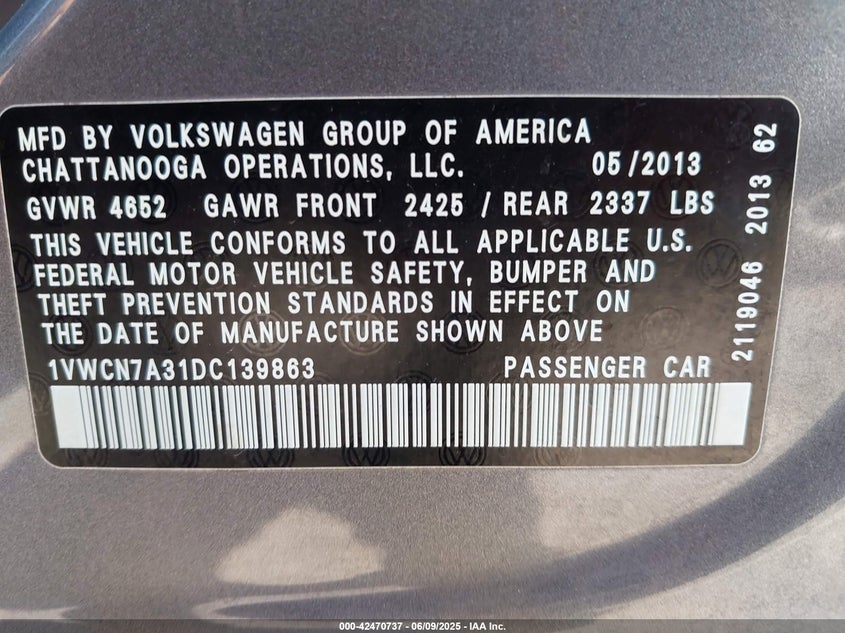 MFD BY VOLKSWAGEN GROUP OF AMERICA
CHATTANOOGA OPERATIONS, LLC. 05/2013
GVWR 4652 GAWR FRONT 2425 / REAR 2337 LBS
THIS VEHICLE CONFORMS TO ALL APPLICABLE U.S.
FEDERAL MOTOR VEHICLE SAFETY, BUMPER AND
THEFT PREVENTION STANDARDS IN EFFECT ON
THE DATE OF MANUFACTURE SHOWN ABOVE
1VWCN7A31DC139863 PASSENGER CAR
2119046 2013 62
000-42470737 - 06/09/2025 - IAA Inc.